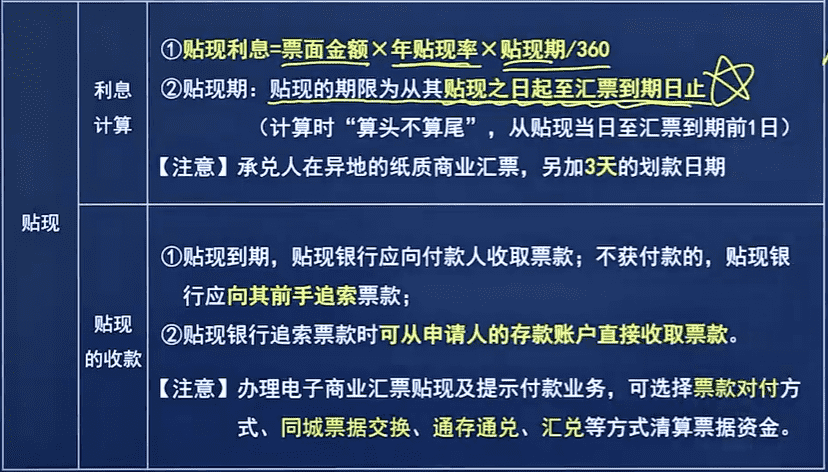 贴现
利息
计算
①贴现利息=票面金额×年贴现率×贴现期/360
②贴现期：贴现的期限为从其贴现之日起至汇票到期日止
（计算时“算头不算尾”，从贴现当日至汇票到期前1日）
【注意】承兑人在异地的纸质商业汇票，另加3天的划款日期
贴现
的收款
①贴现到期，贴现银行应向付款人收取票款；不获付款的，贴现银
行应向其前手追索票款；
②贴现银行追索票款时可从申请人的存款账户直接收取票款。
【注意】办理电子商业汇票贴现及提示付款业务，可选择票款对付方
式、同城票据交换、通存通兑、汇兑等方式清算票据资金。